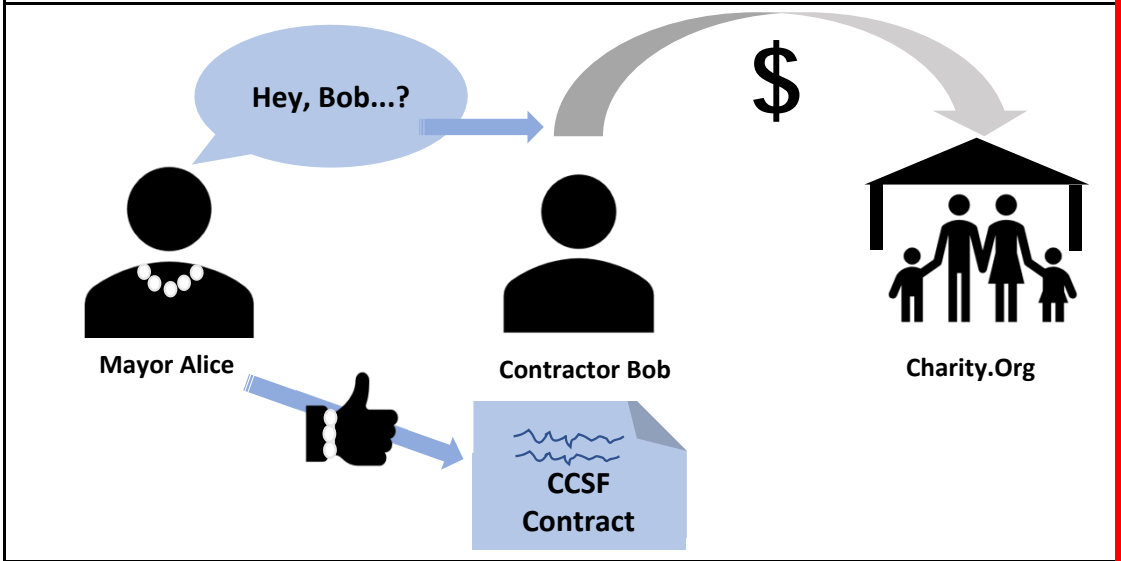 Hey, Bob...?
$
Mayor Alice
Contractor Bob
Charity.Org
CCSF
Contract